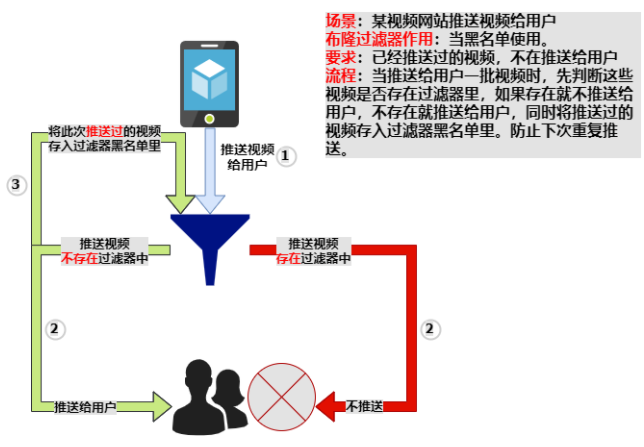 场景：某视频网站推送视频给用户
布隆过滤器作用：当黑名单使用。
要求：已经推送过的视频，不在推送给用户
流程：当推送给用户一批视频时，先判断这些
视频是否存在过滤器里，如果存在就不推送给
用户，不存在就推送给用户，同时将推送过的
视频存入过滤器黑名单里。防止下次重复推
送。
将此次推送过的视频
存入过滤器黑名单里
推送视频
给用户
1
3
推送视频
不存在过滤器中
推送视频
存在过滤器中
2
2
推送给用户
不推送